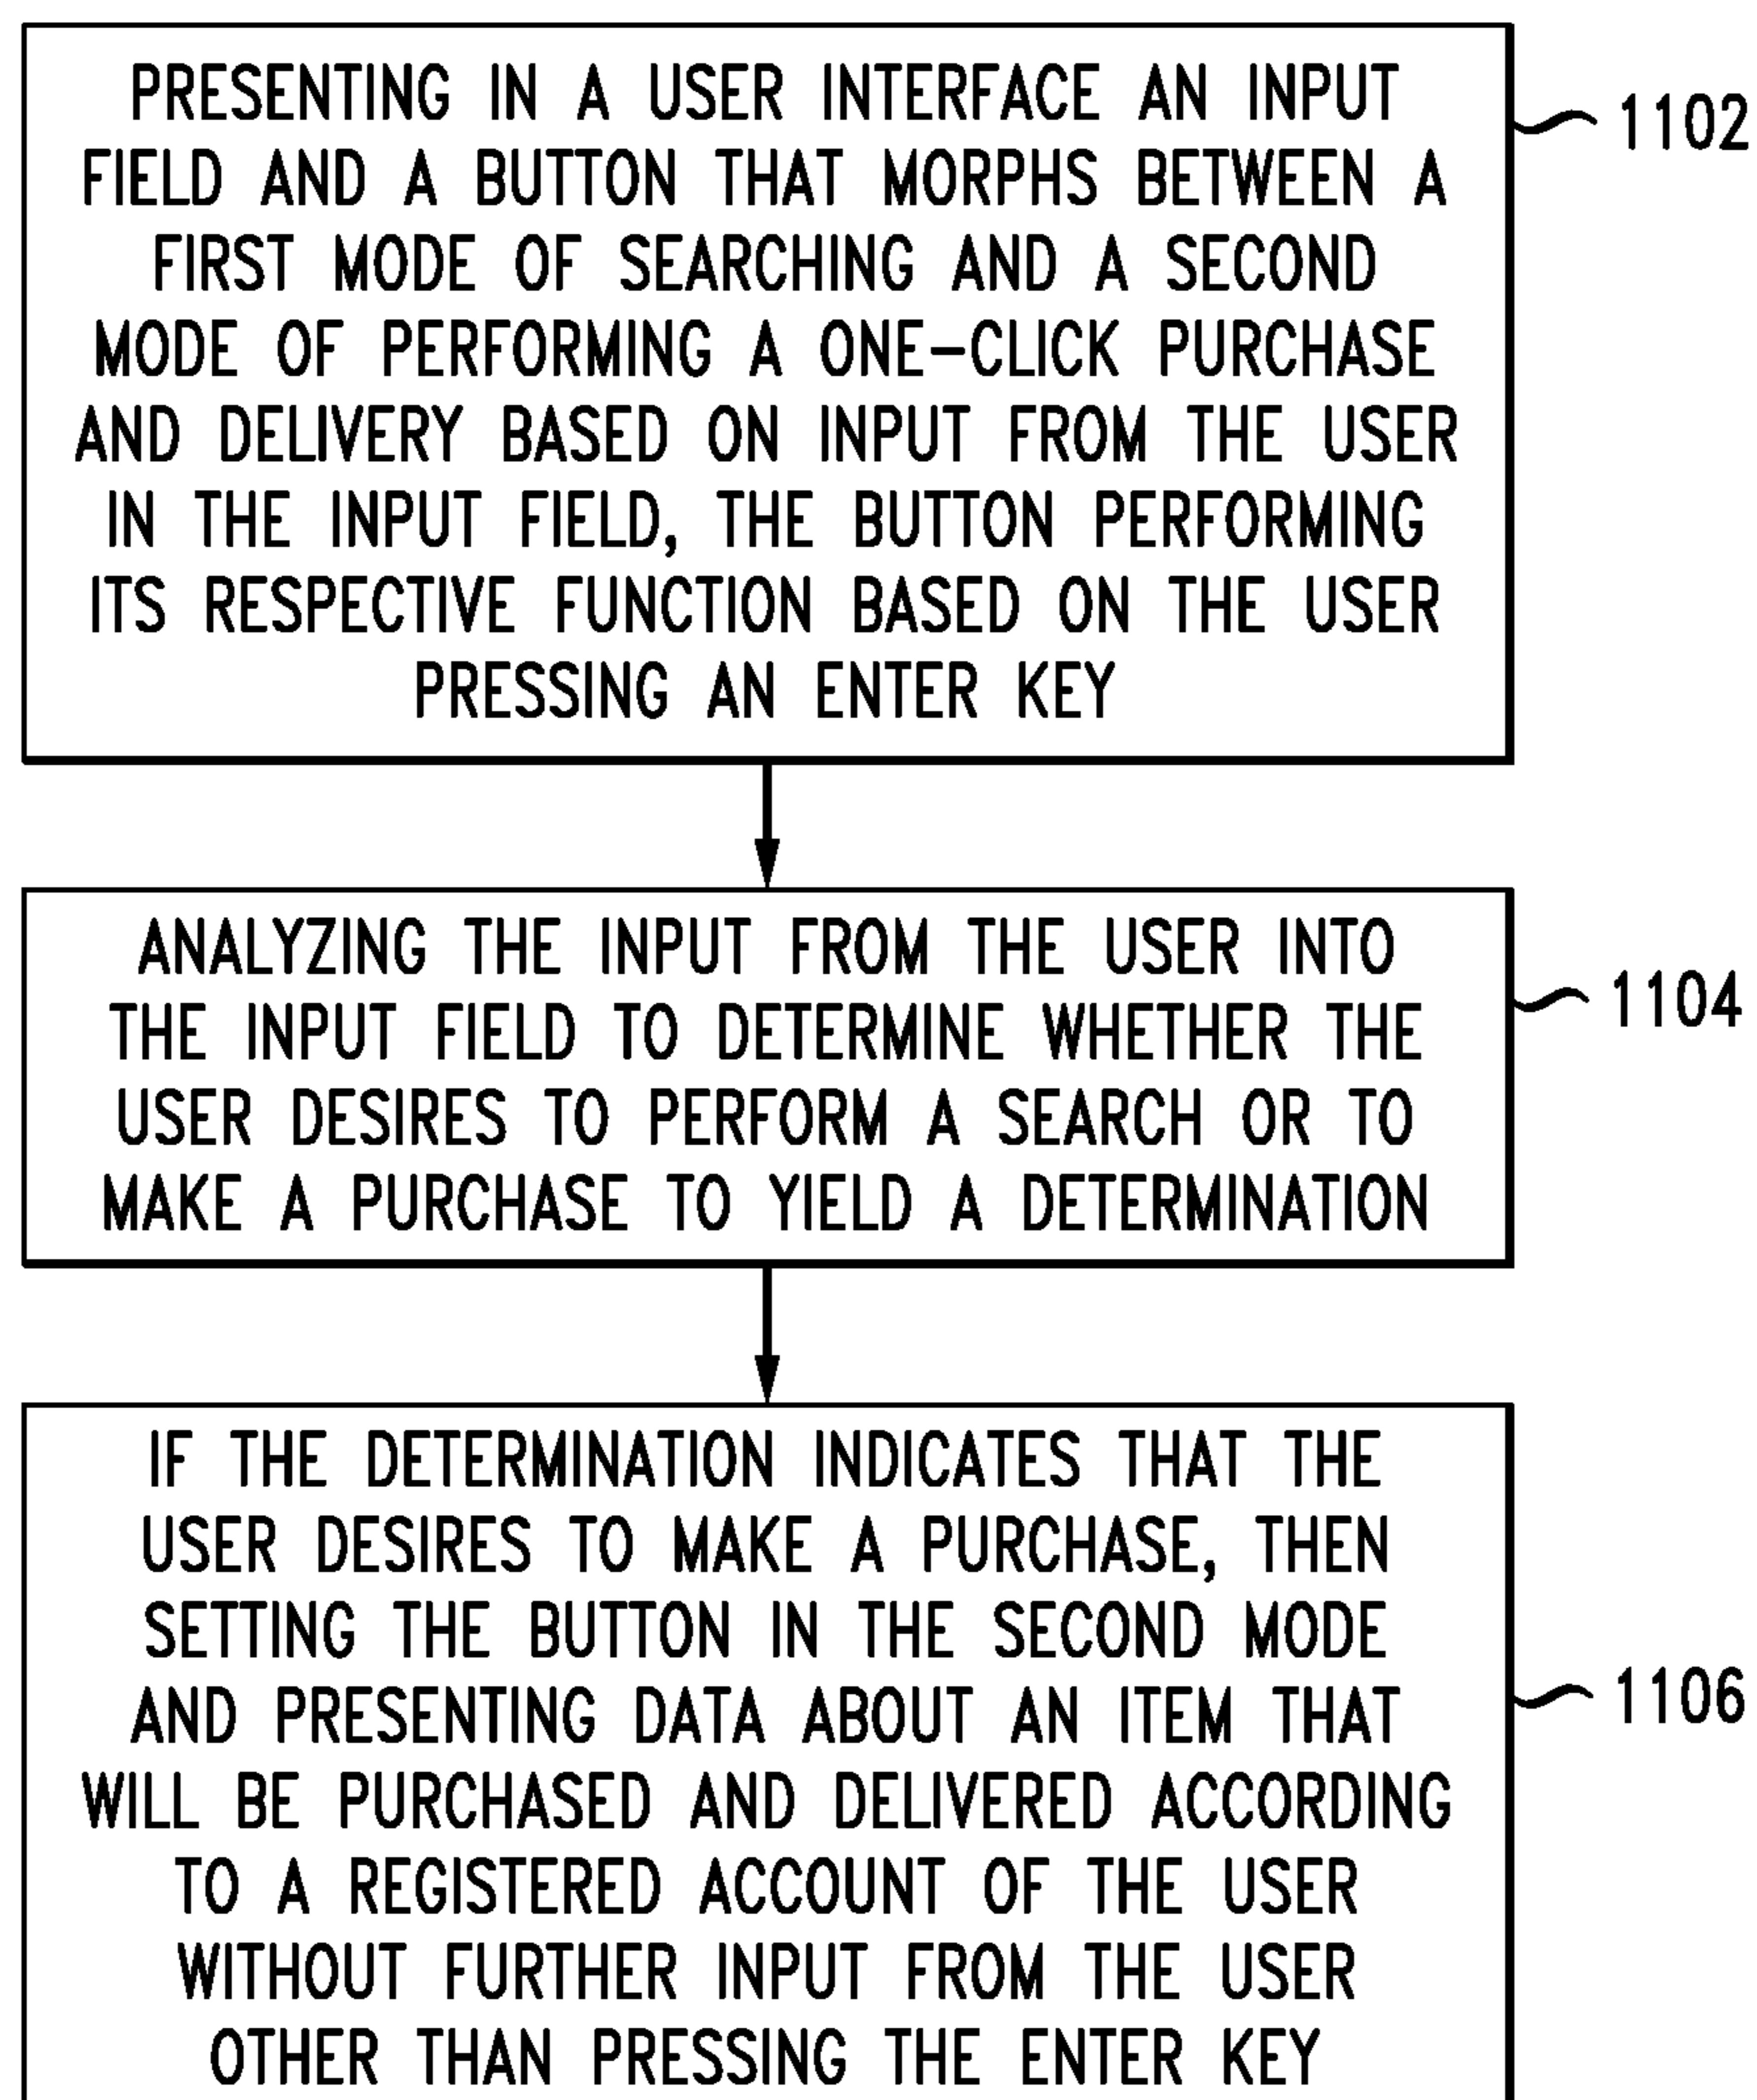 PRESENTING IN A USER INTERFACE AN INPUT
FIELD AND A BUTTON THAT MORPHS BETWEEN A
FIRST MODE OF SEARCHING AND A SECOND
MODE OF PERFORMING A ONE-CLICK PURCHASE
AND DELIVERY BASED ON INPUT FROM THE USER
IN THE INPUT FIELD, THE BUTTON PERFORMING
ITS RESPECTIVE FUNCTION BASED ON THE USER
PRESSING AN ENTER KEY
1102
ANALYZING THE INPUT FROM THE USER INTO
THE INPUT FIELD TO DETERMINE WHETHER THE
USER DESIRES TO PERFORM A SEARCH OR TO
MAKE A PURCHASE TO YIELD A DETERMINATION
1104
IF THE DETERMINATION INDICATES THAT THE
USER DESIRES TO MAKE A PURCHASE, THEN
SETTING THE BUTTON IN THE SECOND MODE
AND PRESENTING DATA ABOUT AN ITEM THAT
WILL BE PURCHASED AND DELIVERED ACCORDING
TO A REGISTERED ACCOUNT OF THE USER
WITHOUT FURTHER INPUT FROM THE USER
OTHER THAN PRESSING THE ENTER KEY
1106